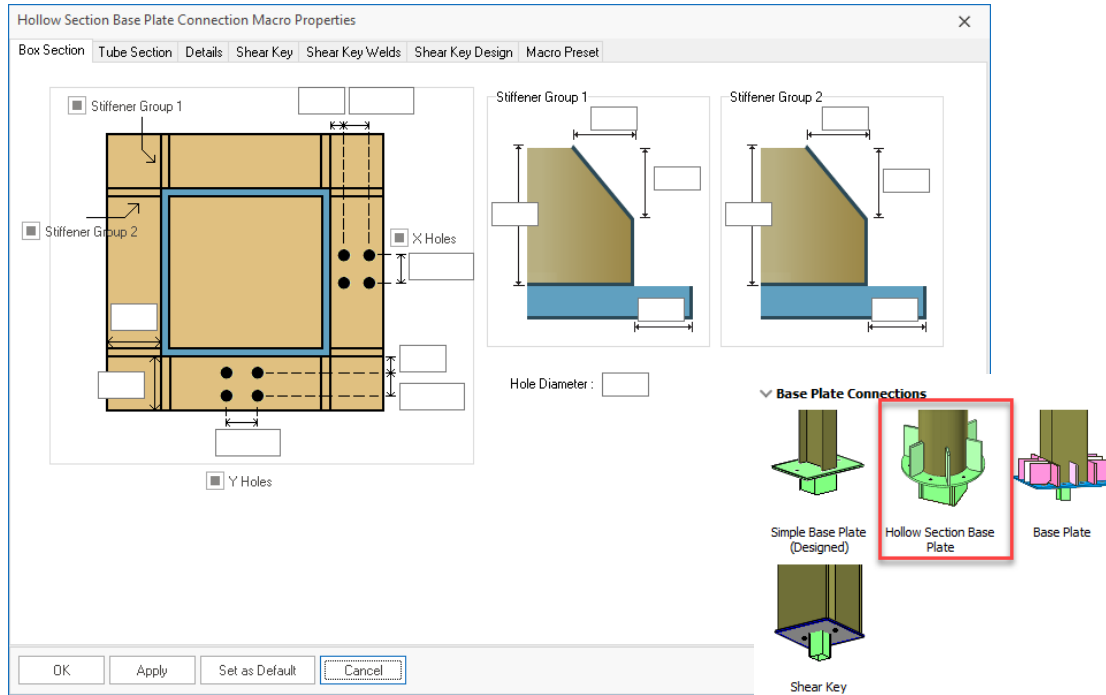 Hollow Section Base Plate Connection Macro Properties
Box Section Tube Section Details Shear Key Shear Key Welds Shear Key Design Macro Preset
Stiffener Group 1
Stiffener Group 2
X Holes
Y Holes
Stiffener Group 1
Stiffener Group 2
Hole Diameter :
Base Plate Connections
Simple Base Plate
(Designed)
Hollow Section Base
Plate
Base Plate
Shear Key
OK Apply Set as Default Cancel